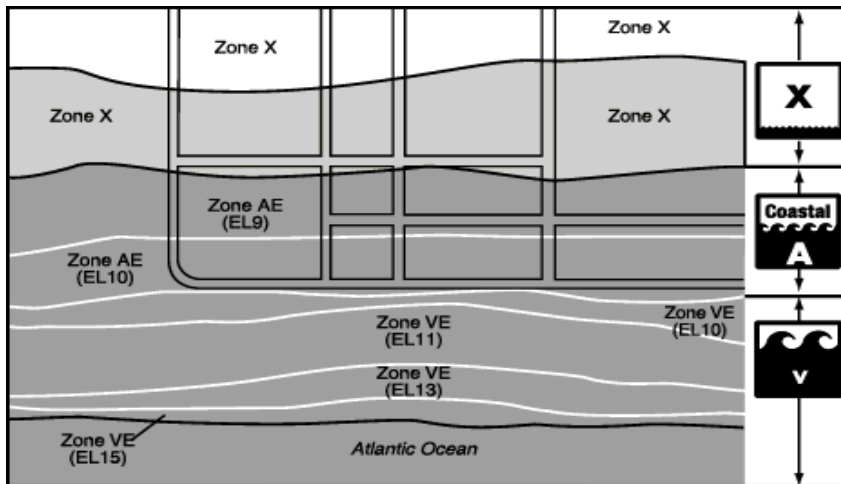 Zone X
Zone X
Zone X
Zone X
X
Zone AE
(EL9)
Coastal
A
Zone AE
(EL10)
Zone VE
(EL10)
Zone VE
(EL11)
V
Zone VE
(EL13)
Zone VE
(EL15)
Atlantic Ocean